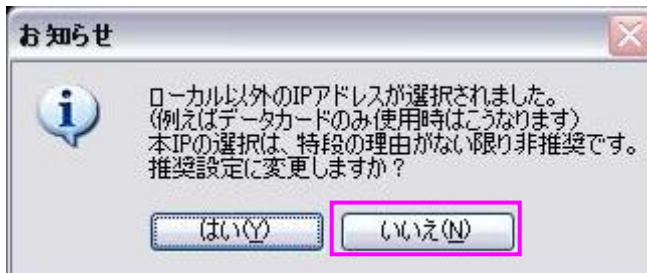 お知らせ
ローカル以外のIPアドレスが選択されました。
(例えばデータカードのみ使用時はこうなります)
本IPの選択は、特段の理由がない限り非推奨です。
推奨設定に変更しますか？
はい(Y)
いいえ(N)